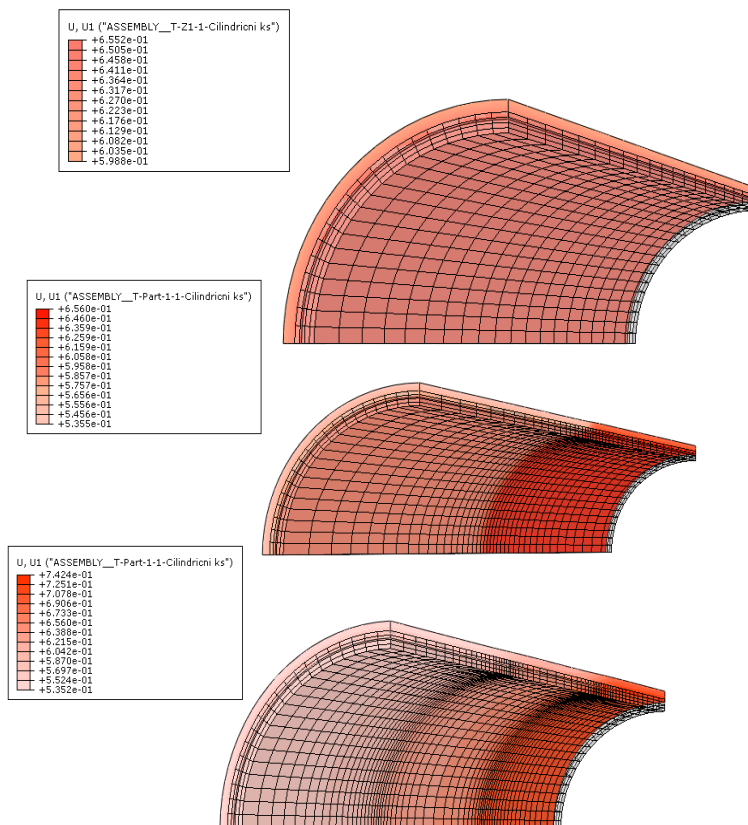 U, U1 ("ASSEMBLY__T-Z1-1-Cilindricni ks")
+6.552e-01
+6.505e-01
+6.458e-01
+6.411e-01
+6.364e-01
+6.317e-01
+6.270e-01
+6.223e-01
+6.176e-01
+6.129e-01
+6.082e-01
+6.035e-01
+5.988e-01
U, U1 ("ASSEMBLY__T-Part-1-1-Cilindricni ks")
+6.560e-01
+6.460e-01
+6.359e-01
+6.259e-01
+6.159e-01
+6.058e-01
+5.958e-01
+5.857e-01
+5.757e-01
+5.656e-01
+5.556e-01
+5.456e-01
+5.355e-01
U, U1 ("ASSEMBLY__T-Part-1-1-Cilindricni ks")
+7.424e-01
+7.251e-01
+7.078e-01
+6.906e-01
+6.733e-01
+6.560e-01
+6.388e-01
+6.215e-01
+6.042e-01
+5.870e-01
+5.697e-01
+5.524e-01
+5.352e-01